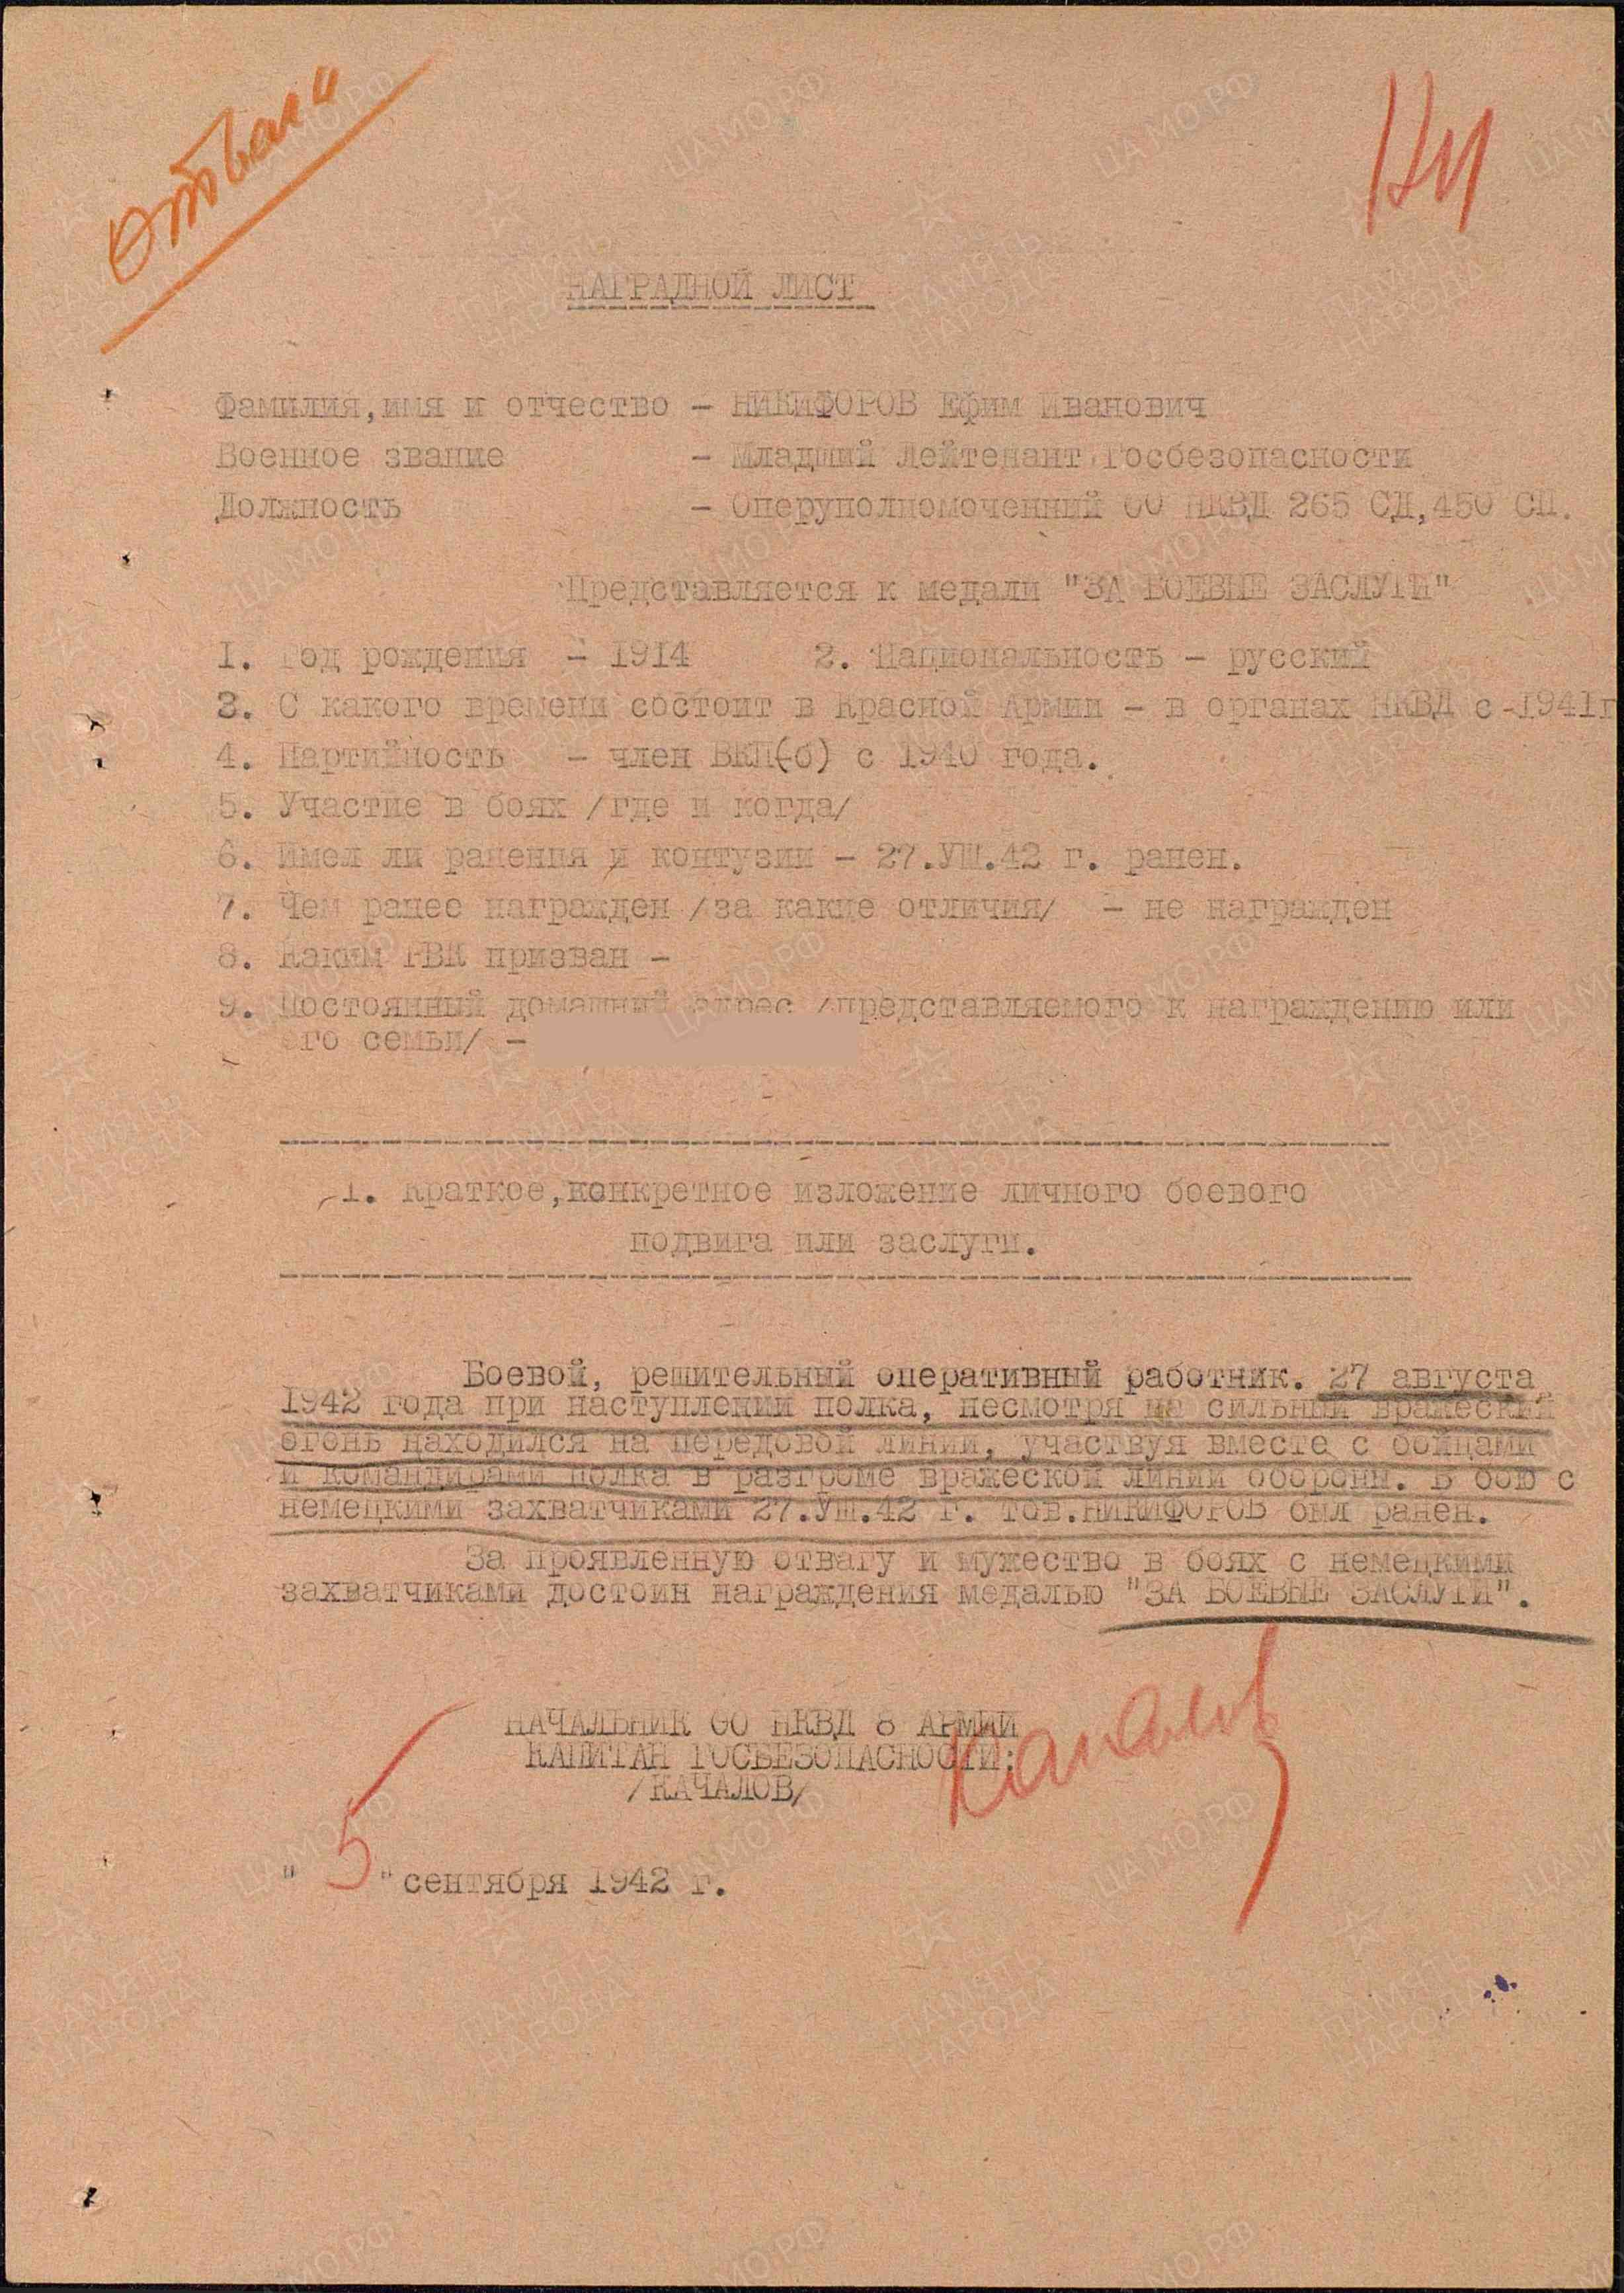 НАГРАДНОЙ ЛИСТ
Фамилия,имя и отчество - НИКИФОРОВ Ефим Иванович
Военное звание - Младший Лейтенант Госбезопасности
Должность - Оперуполномоченный ОО НКВД 265 СД,450 СП.
Представляется к медали "ЗА БОЕВЫЕ ЗАСЛУГИ"
1. Год рождения - 1914 2. Национальность - русский
3. С какого времени состоит в Красной Армии - в органах НКВД с 1941г
4. Партийность - член ВКП(б) с 1940 года.
5. Участие в боях /где и когда/
6. Имел ли ранения и контузии - 27.УШ.42 г. ранен.
7. Чем ранее награжден /за какие отличия/ - не награжден
8. Каким РВК призван -
9. Постоянный домашний адрес /представляемого к награждению или
его семьи/ -
1. Краткое,конкретное изложение личного боевого
подвига или заслуги.
Боевой, решительный оперативный работник. 27 августа
1942 года при наступлении полка, несмотря на сильный вражеский
огонь находился на передовой линии, участвуя вместе с бойцами
и командирами полка в разгроме вражеской линии обороны. В бою с
немецкими захватчиками 27.УШ.42 г. тов.НИКИФОРОВ был ранен.
За проявленную отвагу и мужество в боях с немецкими
захватчиками достоин награждения медалью "ЗА БОЕВЫЕ ЗАСЛУГИ".
НАЧАЛЬНИК ОО НКВД 8 АРМИИ
КАПИТАН ГОСБЕЗОПАСНОСТИ:
/КАЧАЛОВ/
Качалов
" 5 " сентября 1942 г.
ЦАМО.РФ
ПАМЯТЬ НАРОДА